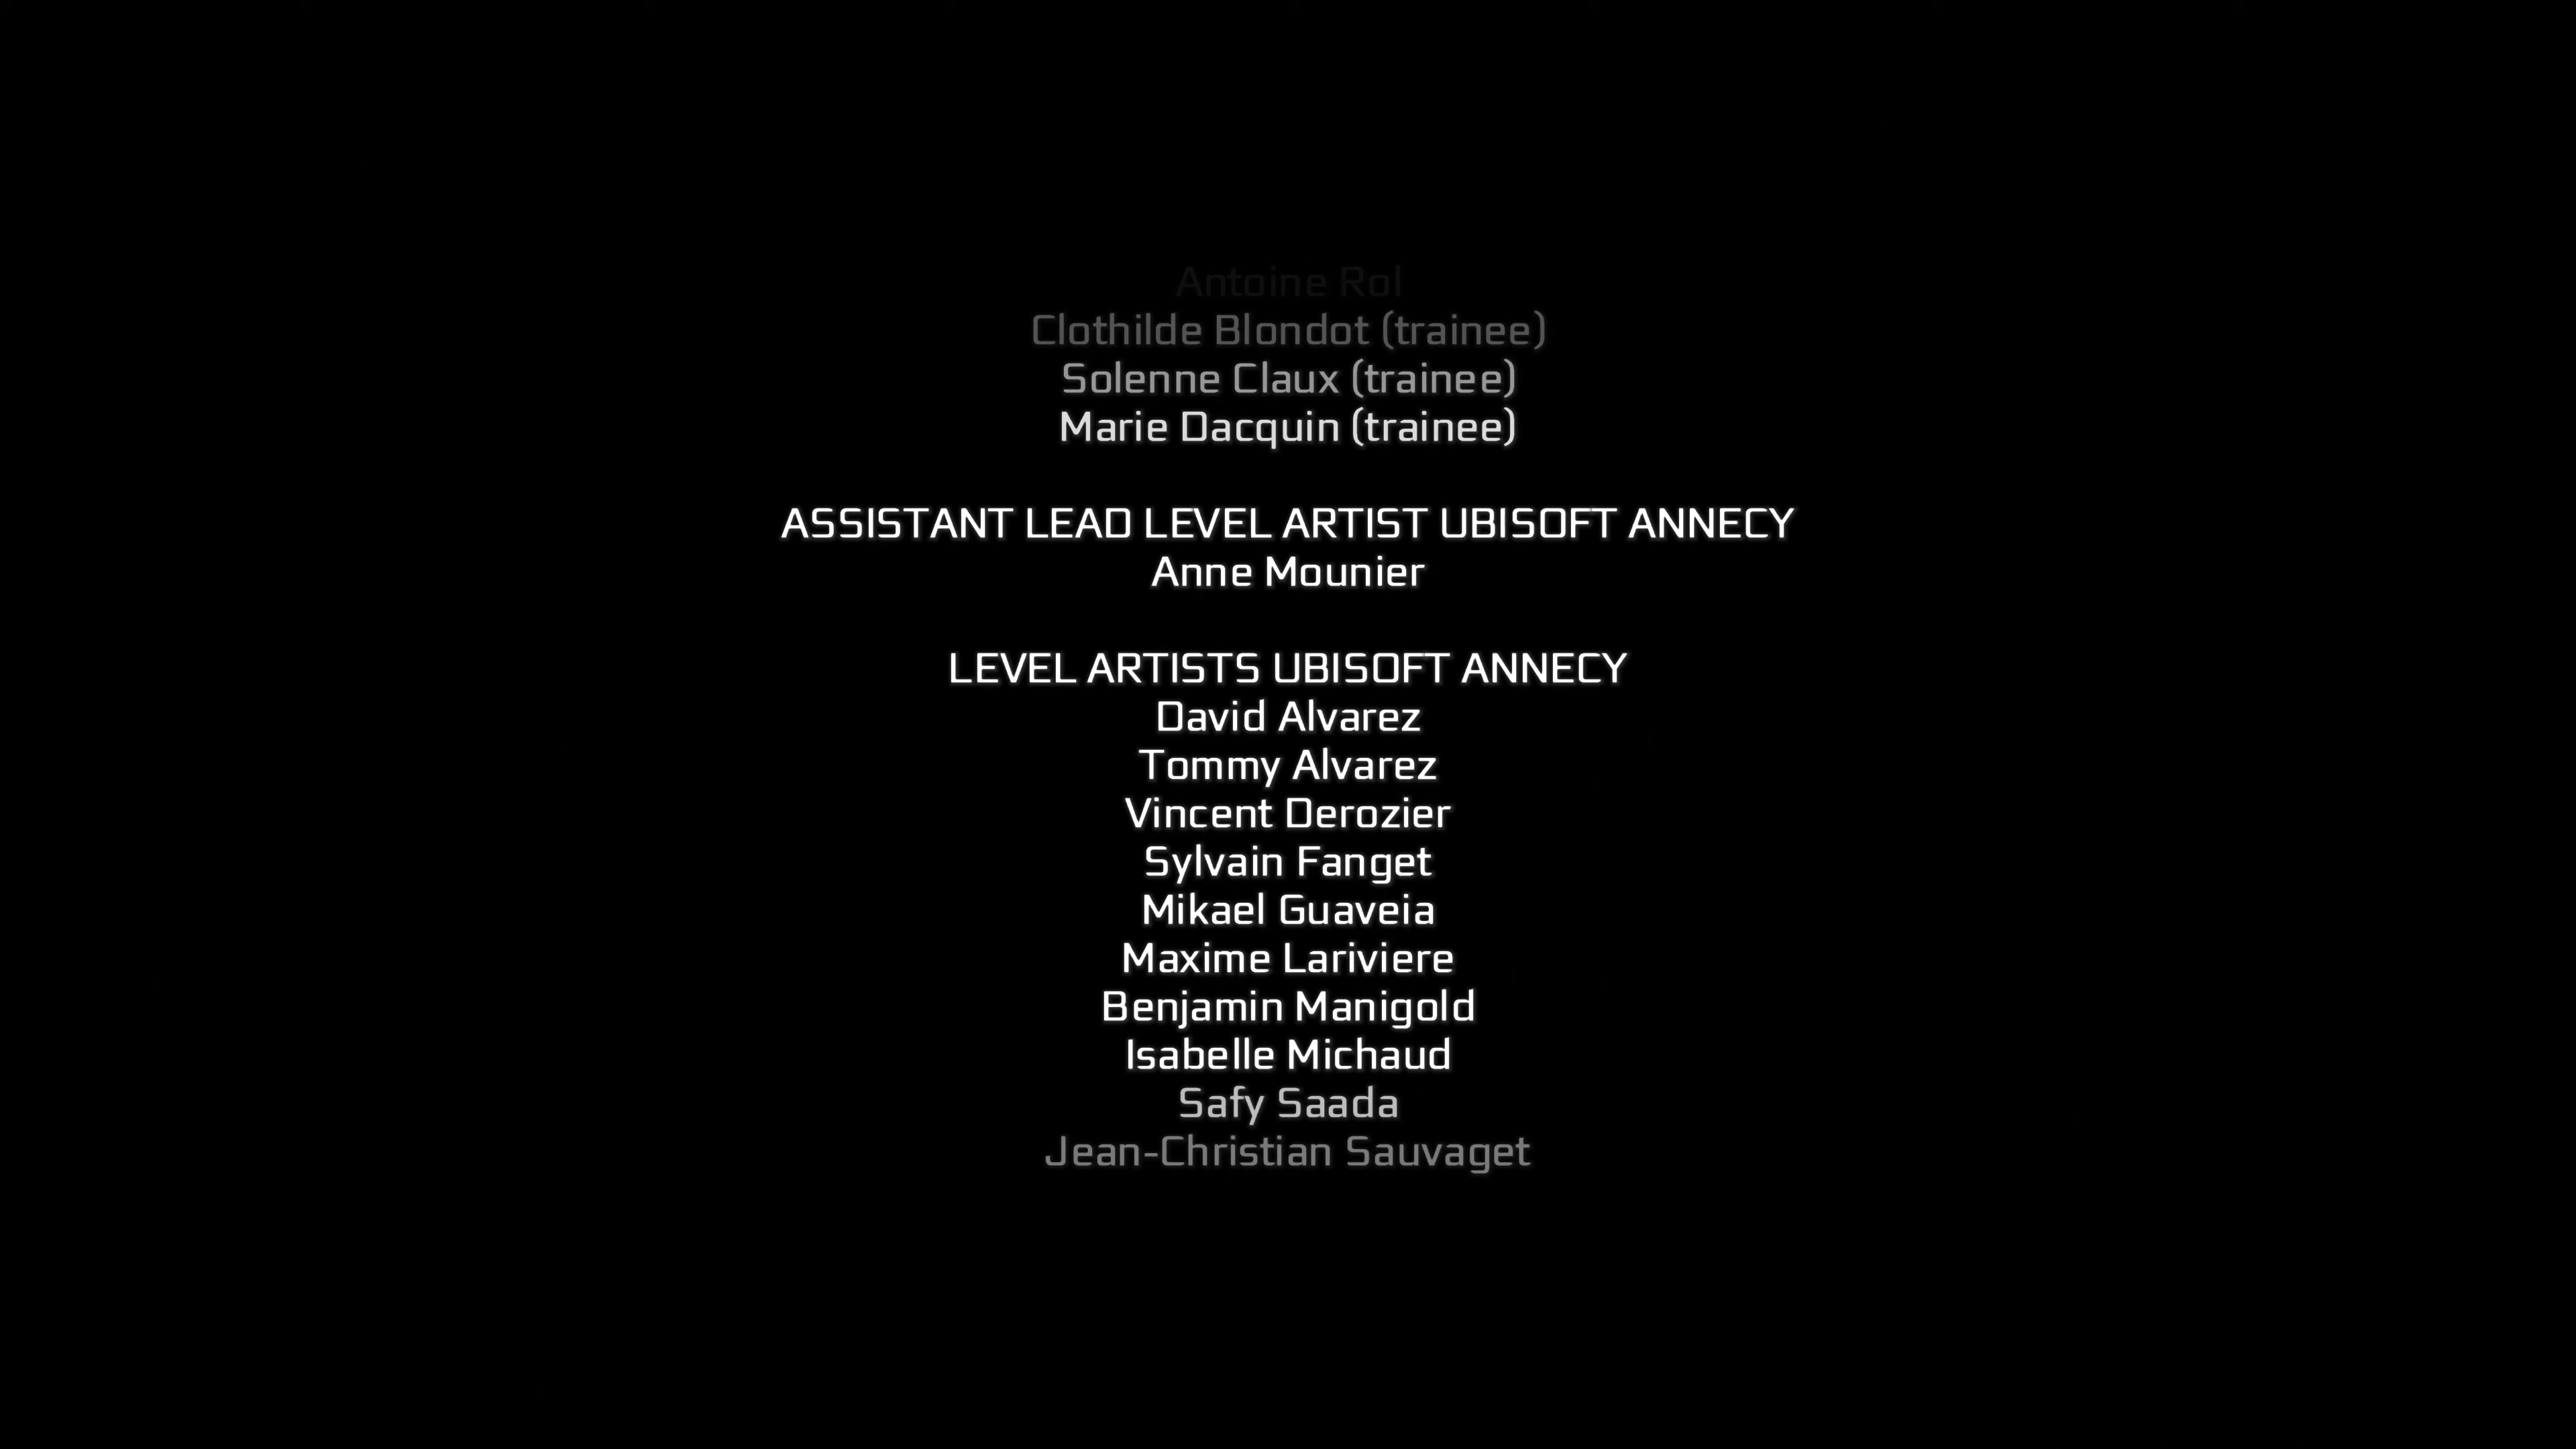 Antoine Rol
Clothilde Blondot (trainee)
Solenne Claux (trainee)
Marie Dacquin (trainee)
ASSISTANT LEAD LEVEL ARTIST UBISOFT ANNECY
Anne Mounier
LEVEL ARTISTS UBISOFT ANNECY
David Alvarez
Tommy Alvarez
Vincent Derozier
Sylvain Fanget
Mikael Guaveia
Maxime Lariviere
Benjamin Manigold
Isabelle Michaud
Safy Saada
Jean-Christian Sauvaget